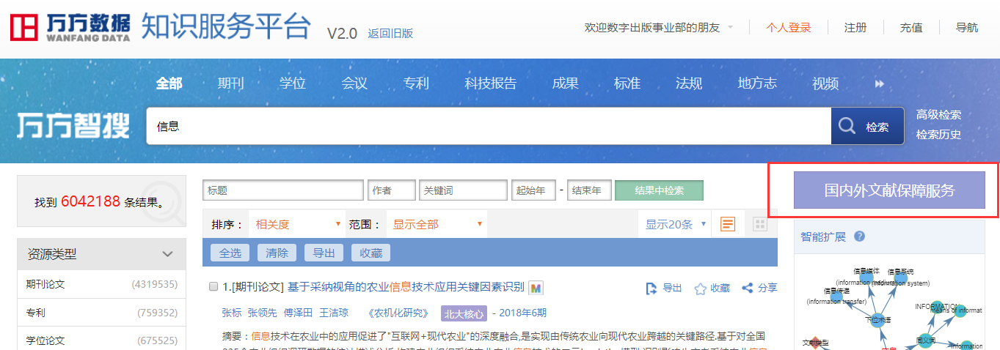 万方数据 WANFANG DATA 知识服务平台 V2.0 返回旧版 欢迎数字出版事业部的朋友 个人登录 注册 充值 导航
全部 期刊 学位 会议 专利 科技报告 成果 标准 法规 地方志 视频
万方智搜 信息 检索 高级检索
检索历史
找到 6042188 条结果。
标题 作者 关键词 起始年 - 结束年 结果中检索
国内外文献保障服务
排序： 相关度 范围： 显示全部 显示20条
全选 清除 导出 收藏
智能扩展 ?
资源类型
期刊论文 (4319535)
专利 (759352)
学位论文 (675525)
1.[期刊论文] 基于采纳视角的农业信息技术应用关键因素识别 M 导出 收藏 分享
张标 张领先 傅泽田 王洁琼 《农机化研究》 北大核心 - 2018年6期
摘要：信息技术在农业中的应用促进了"互联网+现代农业"的深度融合,是实现由传统农业向现代农业跨越的关键路径.基于对全国
信息媒体 信息系统
(information medium) (information system)
信息传递
(information transfer)
INFORMATION
means of informat
下位术语
文献类型
同义词
information
信息